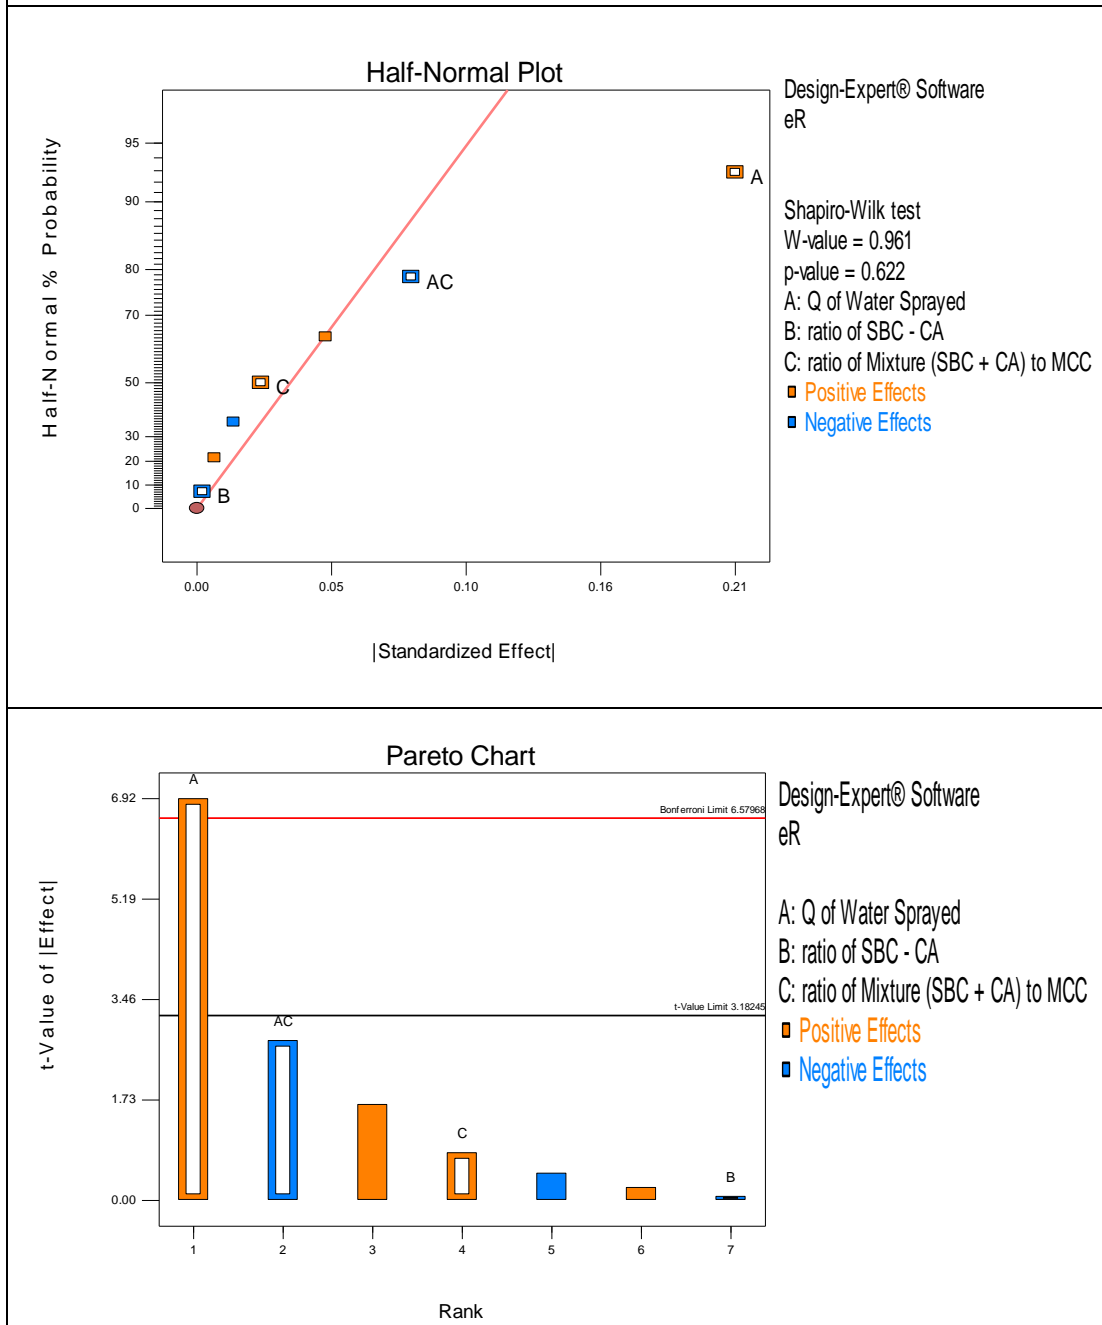 Half-Normal Plot
Half-Normal % Probability
95
90
80
70
50
30
20
10
0
A
AC
C
B
0.00
0.05
0.10
0.16
0.21
|Standardized Effect|
Design-Expert® Software
eR
Shapiro-Wilk test
W-value = 0.961
p-value = 0.622
A: Q of Water Sprayed
B: ratio of SBC - CA
C: ratio of Mixture (SBC + CA) to MCC
Positive Effects
Negative Effects
Pareto Chart
t-Value of |Effect|
6.92
5.19
3.46
1.73
0.00
A
Bonferroni Limit 6.57968
t-Value Limit 3.18245
AC
C
B
1
2
3
4
5
6
7
Rank
Design-Expert® Software
eR
A: Q of Water Sprayed
B: ratio of SBC - CA
C: ratio of Mixture (SBC + CA) to MCC
Positive Effects
Negative Effects